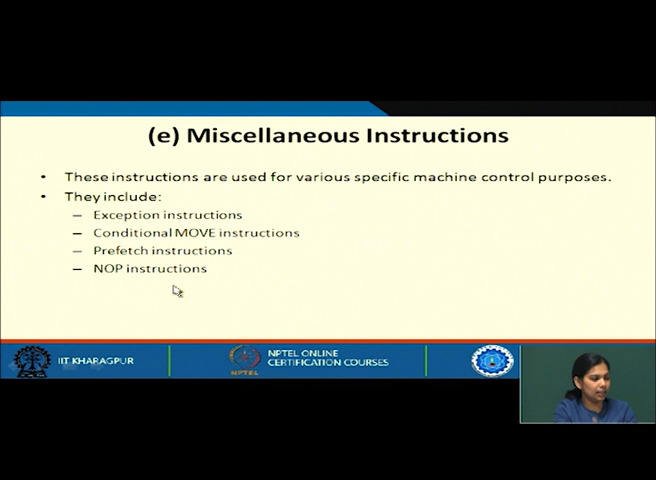 (e) Miscellaneous Instructions
• These instructions are used for various specific machine control purposes.
• They include:
– Exception instructions
– Conditional MOVE instructions
– Prefetch instructions
– NOP instructions
IIT KHARAGPUR
NPTEL
NPTEL ONLINE
CERTIFICATION COURSES